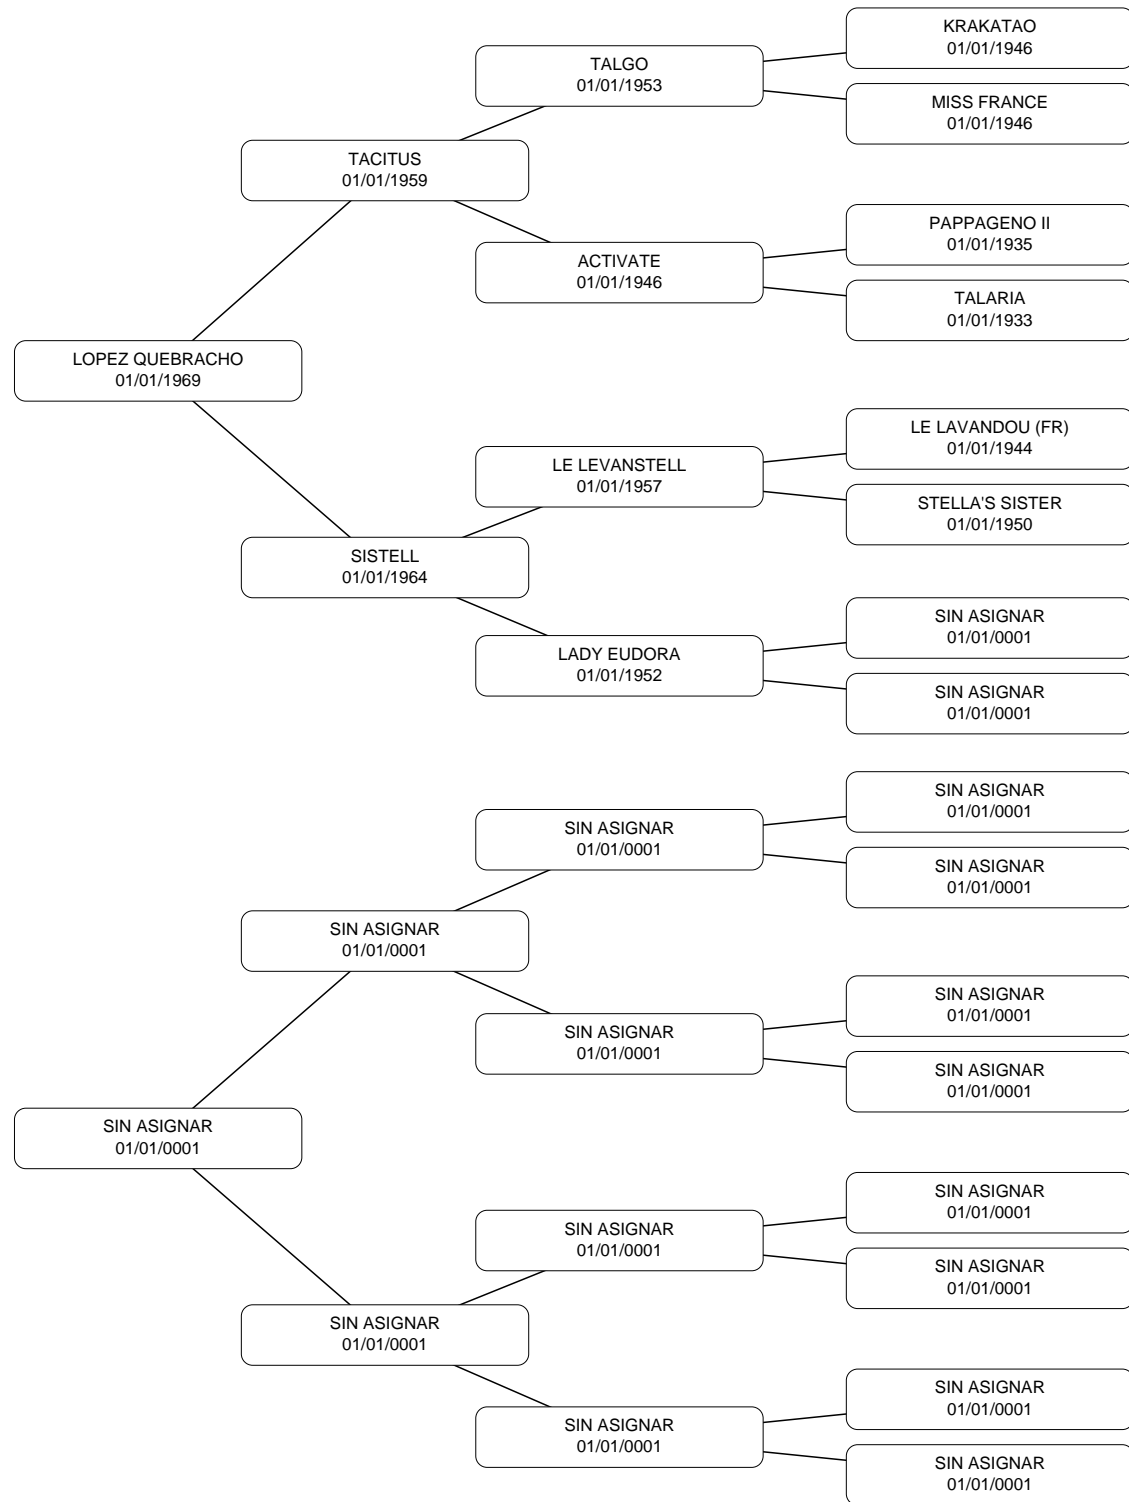 KRAKATAO
01/01/1946
TALGO
01/01/1953
MISS FRANCE
01/01/1946
TACITUS
01/01/1959
PAPPAGENO II
01/01/1935
ACTIVATE
01/01/1946
TALARIA
01/01/1933
LOPEZ QUEBRACHO
01/01/1969
LE LAVANDOU (FR)
01/01/1944
LE LEVANSTELL
01/01/1957
STELLA'S SISTER
01/01/1950
SISTELL
01/01/1964
SIN ASIGNAR
01/01/0001
LADY EUDORA
01/01/1952
SIN ASIGNAR
01/01/0001
SIN ASIGNAR
01/01/0001
SIN ASIGNAR
01/01/0001
SIN ASIGNAR
01/01/0001
SIN ASIGNAR
01/01/0001
SIN ASIGNAR
01/01/0001
SIN ASIGNAR
01/01/0001
SIN ASIGNAR
01/01/0001
SIN ASIGNAR
01/01/0001
SIN ASIGNAR
01/01/0001
SIN ASIGNAR
01/01/0001
SIN ASIGNAR
01/01/0001
SIN ASIGNAR
01/01/0001
SIN ASIGNAR
01/01/0001
SIN ASIGNAR
01/01/0001
SIN ASIGNAR
01/01/0001